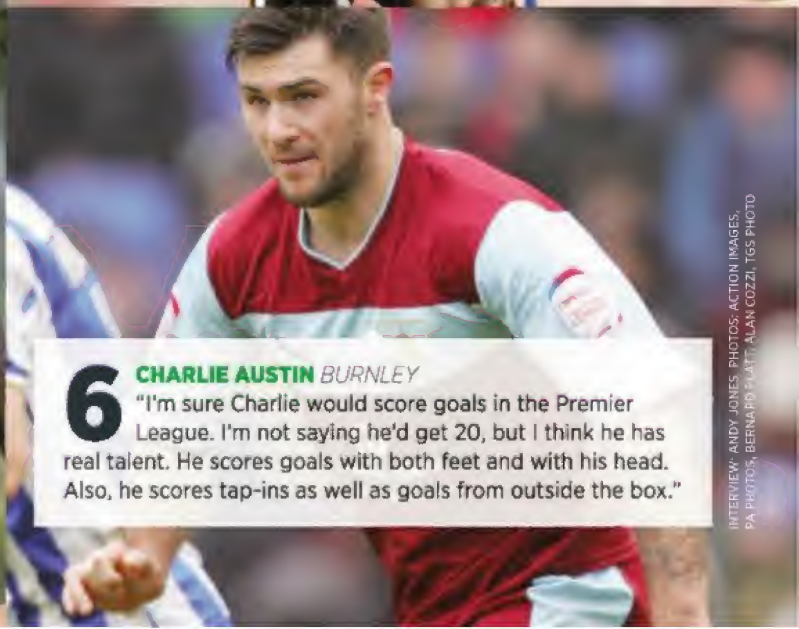 6
CHARLIE AUSTIN BURNLEY
"I'm sure Charlie would score goals in the Premier
League. I'm not saying he'd get 20, but I think he has
real talent. He scores goals with both feet and with his head.
Also, he scores tap-ins as well as goals from outside the box."
INTERVIEW: ANDY JONES PHOTOS: ACTION IMAGES,
PA PHOTOS, BERNARD PLATT, ALAN COZZI, TGS PHOTO